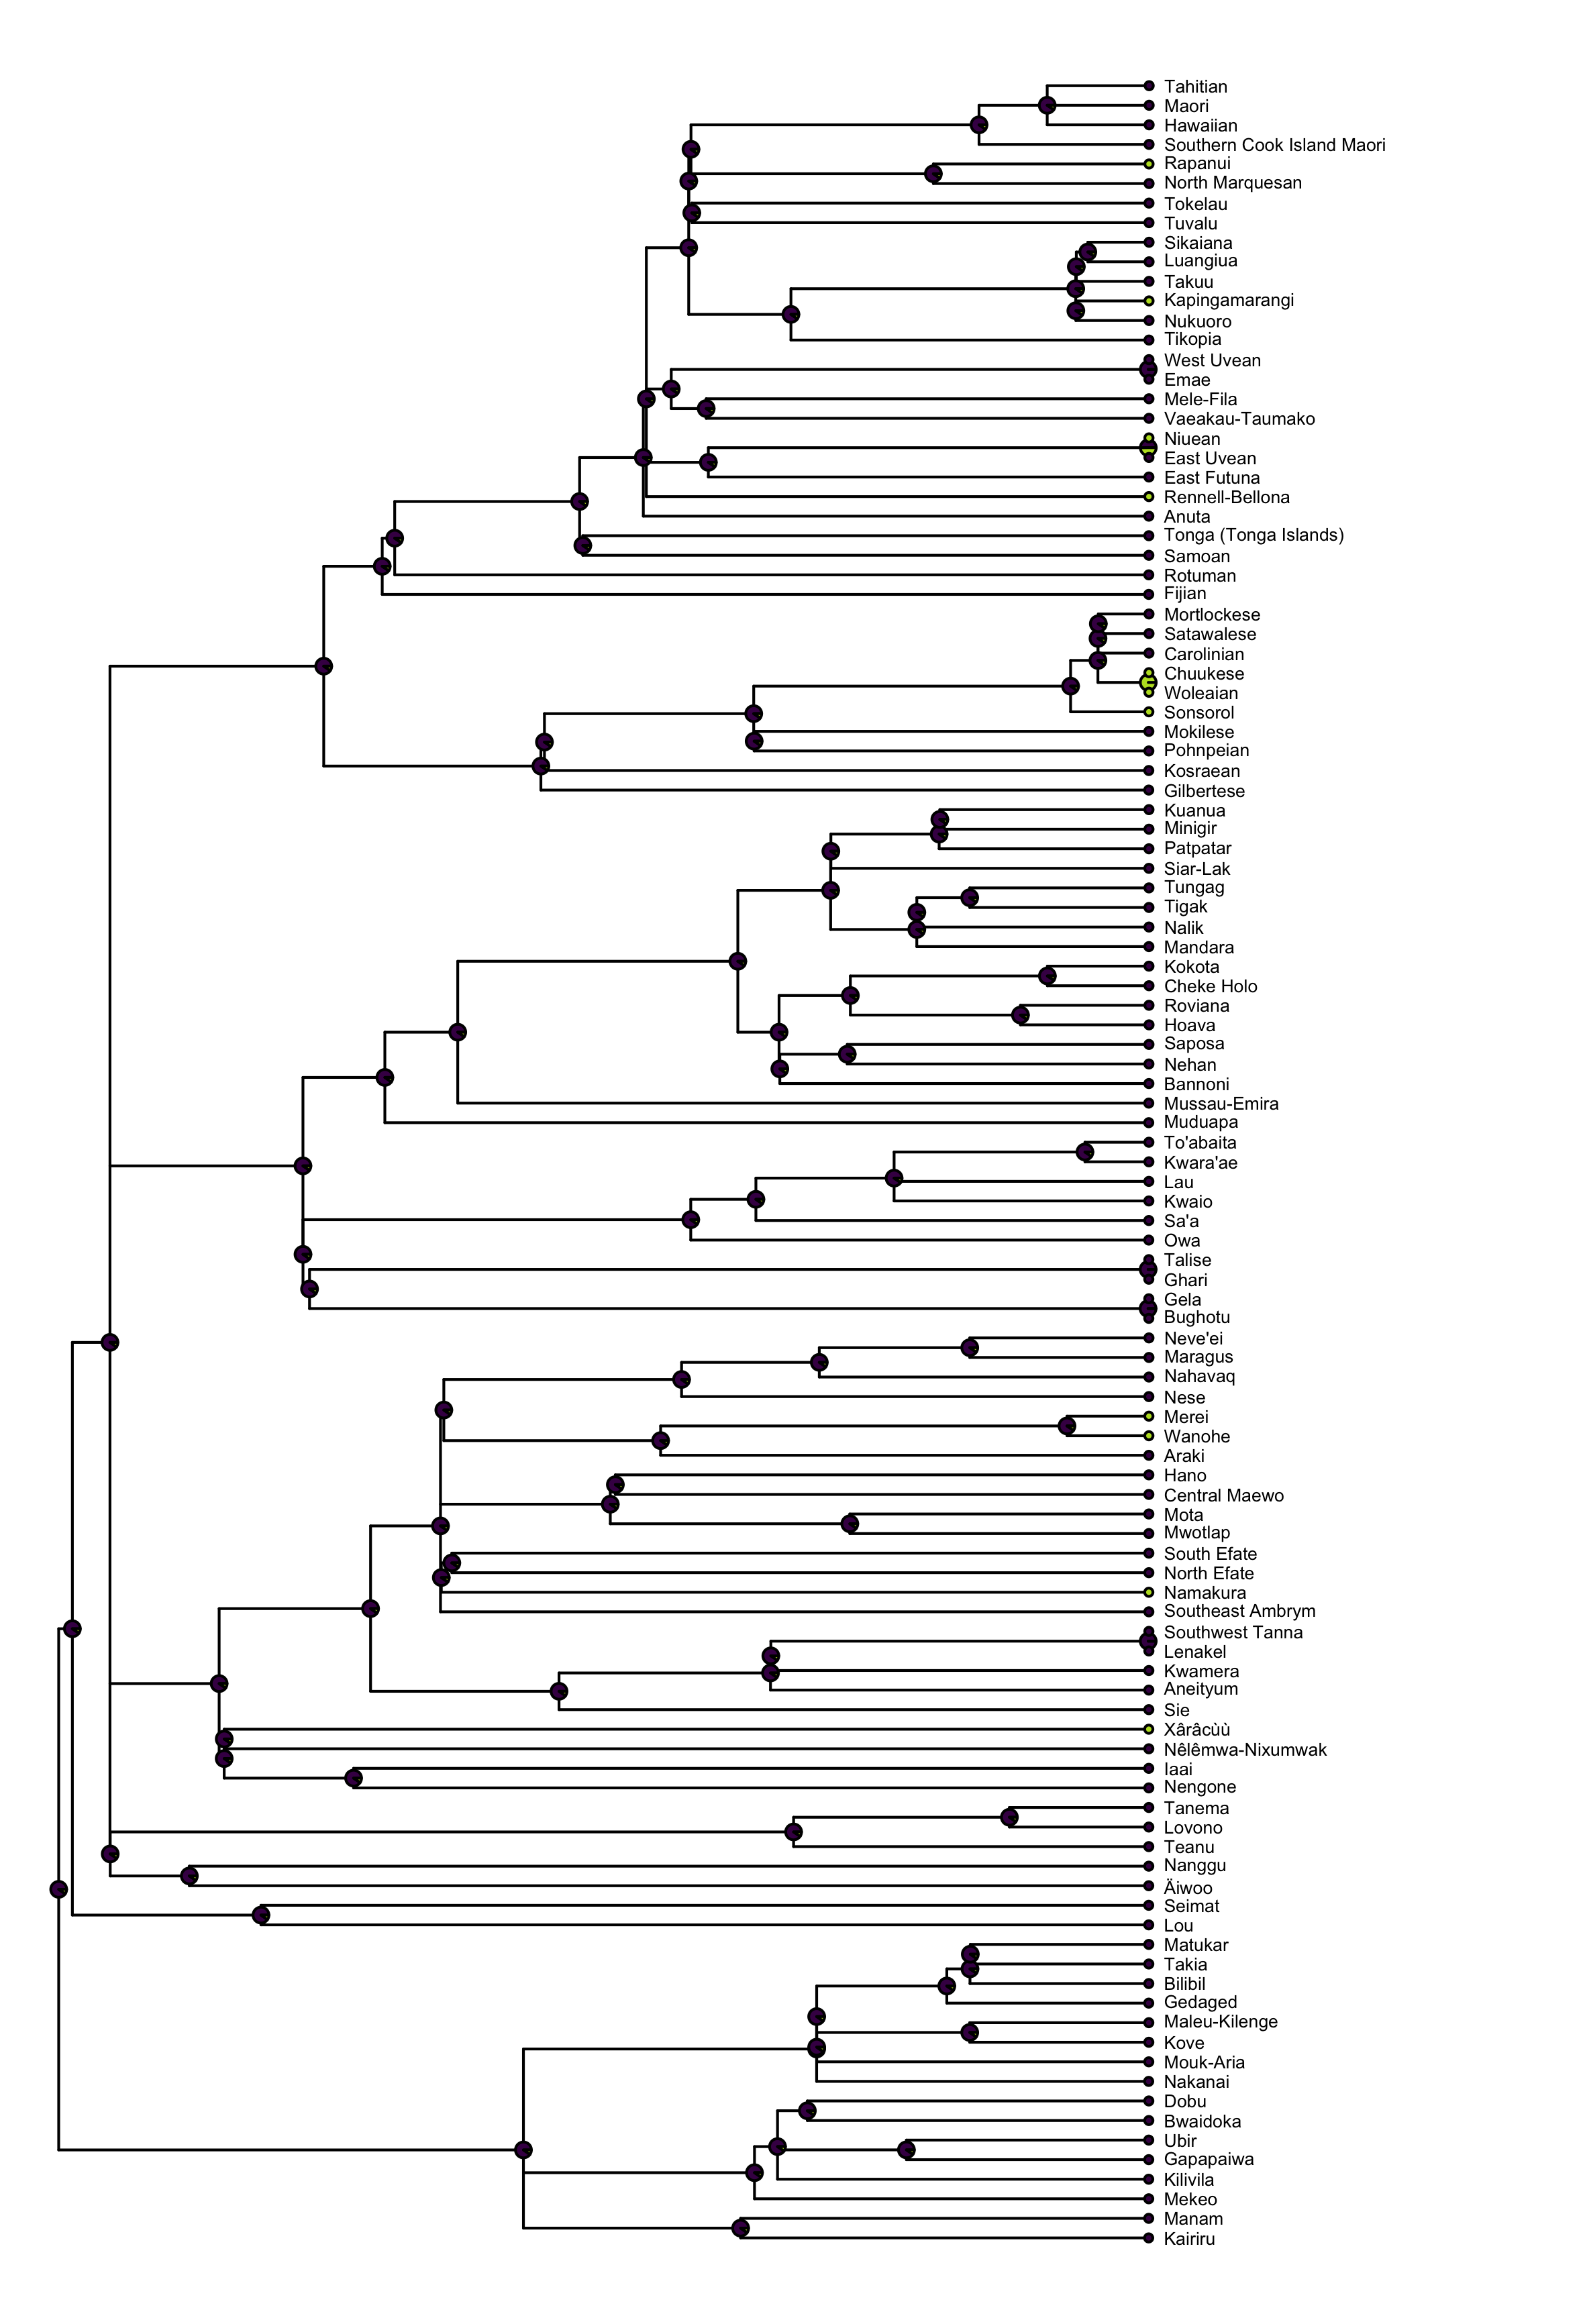 Tahitian
Maori
Hawaiian
Southern Cook Island Maori
Rapanui
North Marquesan
Tokelau
Tuvalu
Sikaiana
Luangiua
Takuu
Kapingamarangi
Nukuoro
Tikopia
West Uvean
Emae
Mele-Fila
Vaeakau-Taumako
Niuean
East Uvean
East Futuna
Rennell-Bellona
Anuta
Tonga (Tonga Islands)
Samoan
Rotuman
Fijian
Mortlockese
Satawalese
Carolinian
Chuukese
Woleaian
Sonsorol
Mokilese
Pohnpeian
Kosraean
Gilbertese
Kuanua
Minigir
Patpatar
Siar-Lak
Tungag
Tigak
Nalik
Mandara
Kokota
Cheke Holo
Roviana
Hoava
Saposa
Nehan
Bannoni
Mussau-Emira
Muduapa
To'abaita
Kwara'ae
Lau
Kwaio
Sa'a
Owa
Talise
Ghari
Gela
Bughotu
Neve'ei
Maragus
Nahavaq
Nese
Merei
Wanohe
Araki
Hano
Central Maewo
Mota
Mwotlap
South Efate
North Efate
Namakura
Southeast Ambrym
Southwest Tanna
Lenakel
Kwamera
Aneityum
Sie
Xârâcùù
Nêlêmwa-Nixumwak
Iaai
Nengone
Tanema
Lovono
Teanu
Nanggu
Äiwoo
Seimat
Lou
Matukar
Takia
Bilibil
Gedaged
Maleu-Kilenge
Kove
Mouk-Aria
Nakanai
Dobu
Bwaidoka
Ubir
Gapapaiwa
Kilivila
Mekeo
Manam
Kairiru